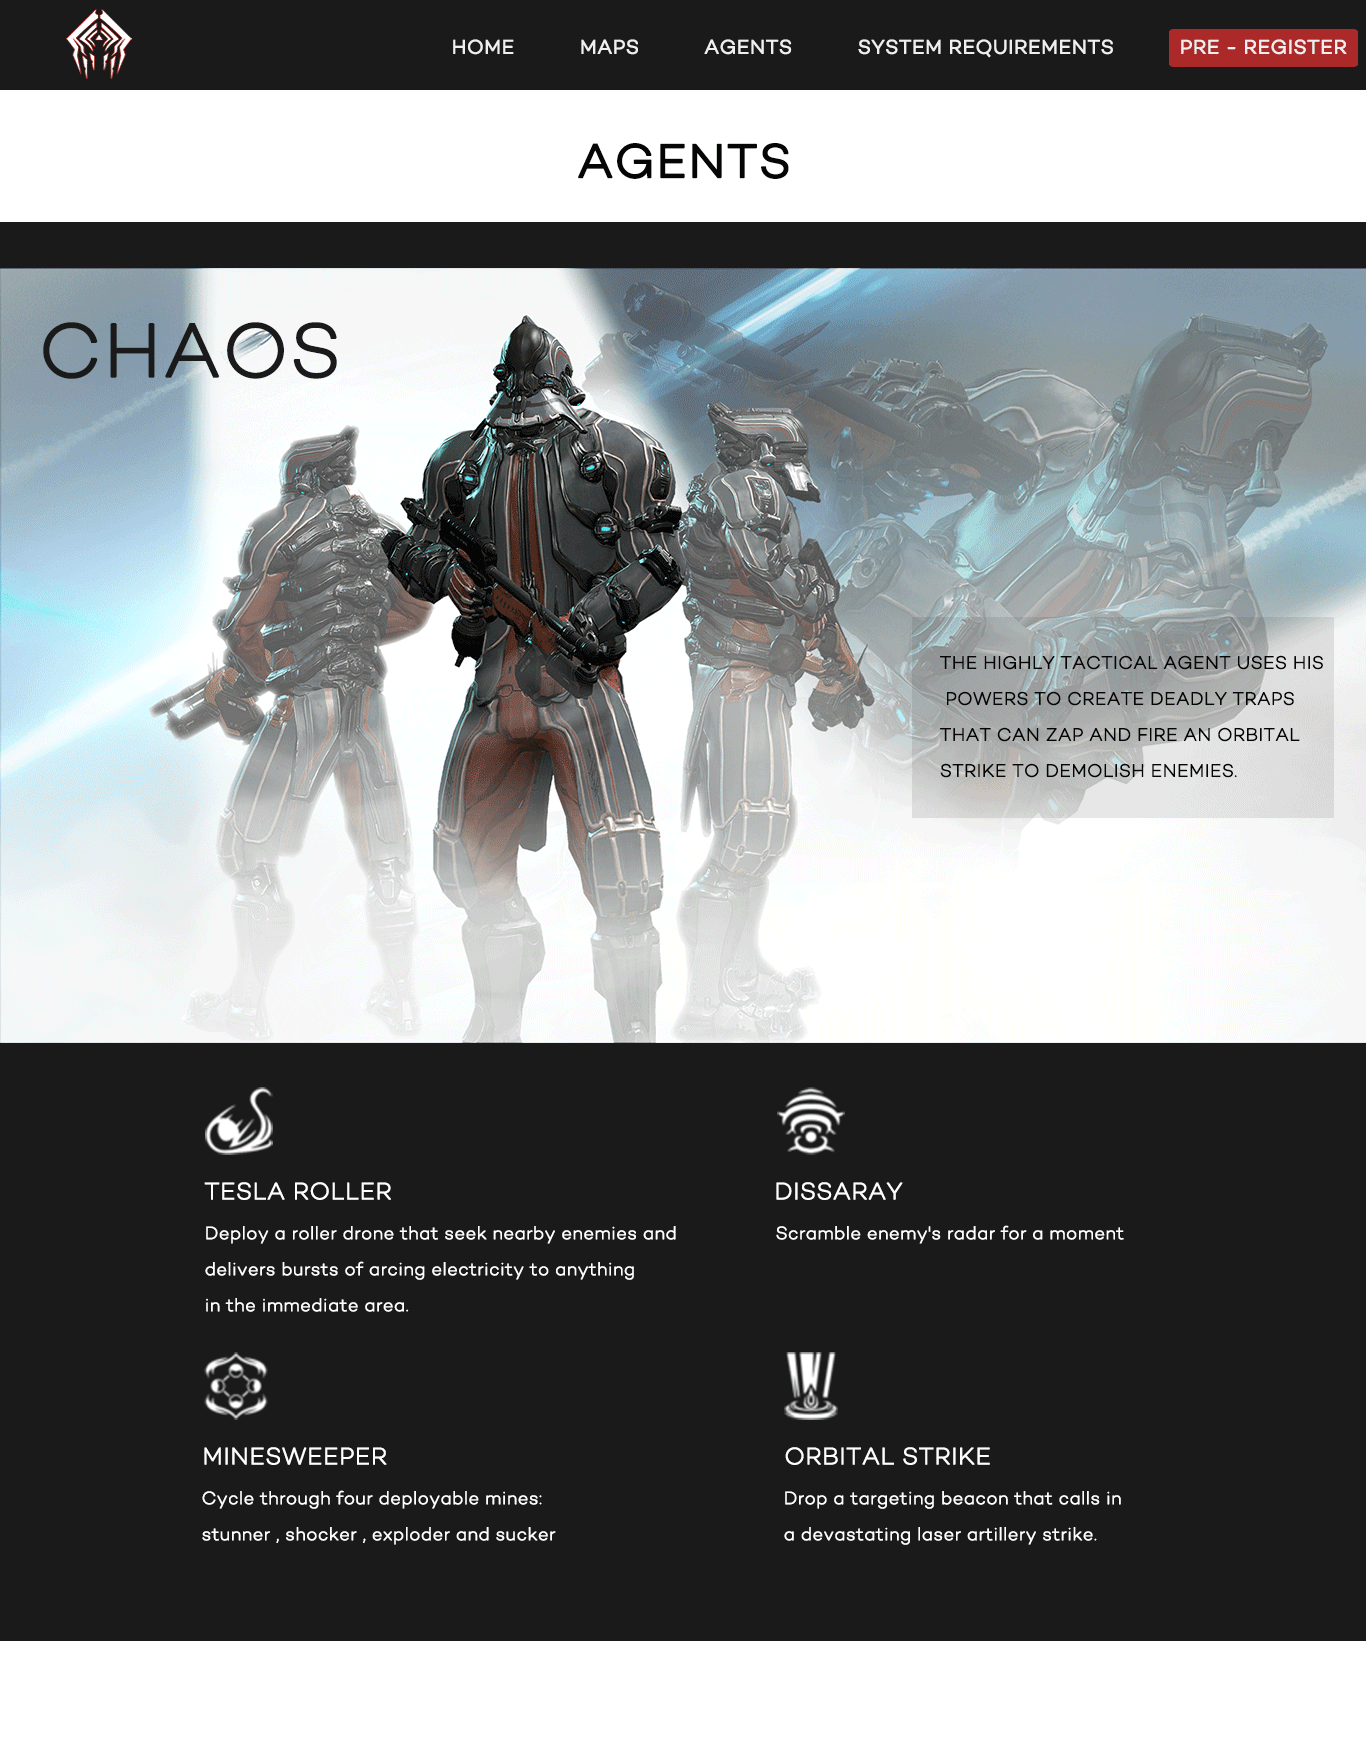 HOME MAPS AGENTS SYSTEM REQUIREMENTS PRE - REGISTER
AGENTS
CHAOS
THE HIGHLY TACTICAL AGENT USES HIS
POWERS TO CREATE DEADLY TRAPS
THAT CAN ZAP AND FIRE AN ORBITAL
STRIKE TO DEMOLISH ENEMIES.
TESLA ROLLER
Deploy a roller drone that seek nearby enemies and
delivers bursts of arcing electricity to anything
in the immediate area.
DISSARAY
Scramble enemy's radar for a moment
MINESWEEPER
Cycle through four deployable mines:
stunner , shocker , exploder and sucker
ORBITAL STRIKE
Drop a targeting beacon that calls in
a devastating laser artillery strike.